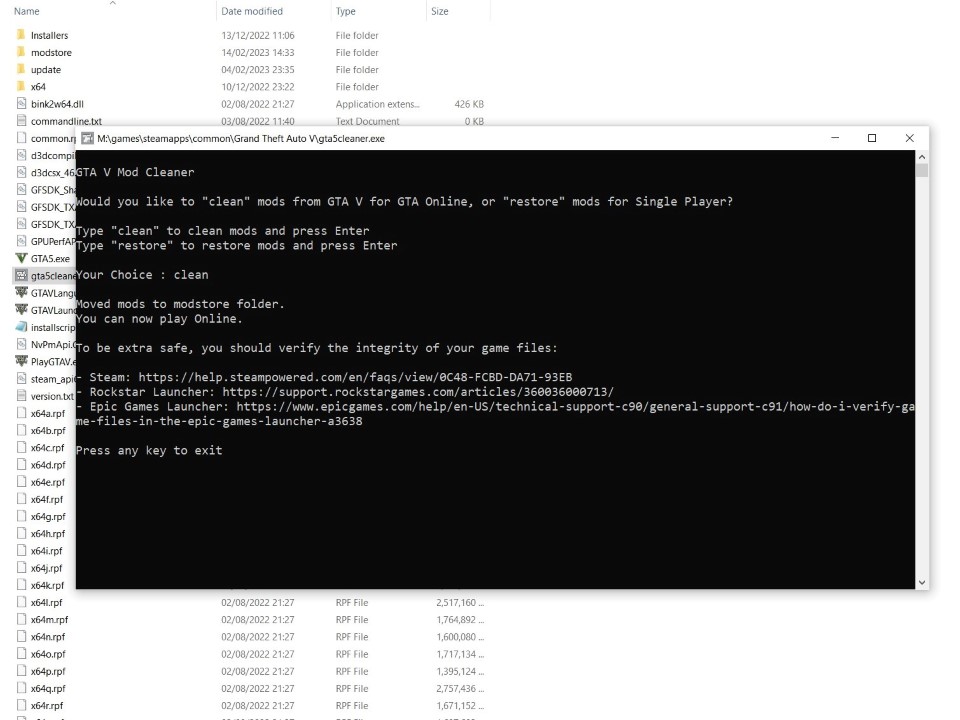 Name Date modified Type Size
Installers 13/12/2022 11:06 File folder
modstore 14/02/2023 14:33 File folder
update 04/02/2023 23:35 File folder
x64 10/12/2022 23:22 File folder
bink2w64.dll 02/08/2022 21:27 Application extens... 426 KB
commandline.txt 03/08/2022 11:40 Text Document 0 KB
M:\games\steamapps\common\Grand Theft Auto V\gta5cleaner.exe
GTA V Mod Cleaner
Would you like to "clean" mods from GTA V for GTA Online, or "restore" mods for Single Player?
Type "clean" to clean mods and press Enter
Type "restore" to restore mods and press Enter
Your Choice : clean
Moved mods to modstore folder.
You can now play Online.
To be extra safe, you should verify the integrity of your game files:
- Steam: https://help.steampowered.com/en/faqs/view/0C48-FCBD-DA71-93EB
- Rockstar Launcher: https://support.rockstargames.com/articles/360036000713/
- Epic Games Launcher: https://www.epicgames.com/help/en-US/technical-support-c90/general-support-c91/how-do-i-verify-ga
me-files-in-the-epic-games-launcher-a3638
Press any key to exit
common.r
d3dcompi
d3dcsx_46
GFSDK_Sha
GFSDK_TX
GFSDK_TX
GPUPerfAP
GTA5.exe
gta5cleane
GTAVLangu
GTAVLaunc
installscrip
NvPmApi.C
PlayGTAV.e
steam_api
version.txt
x64a.rpf
x64b.rpf
x64c.rpf
x64d.rpf
x64e.rpf
x64f.rpf
x64g.rpf
x64h.rpf
x64i.rpf
x64j.rpf
x64k.rpf
x64l.rpf 02/08/2022 21:27 RPF File 2,517,160 ...
x64m.rpf 02/08/2022 21:27 RPF File 1,764,892 ...
x64n.rpf 02/08/2022 21:27 RPF File 1,600,080 ...
x64o.rpf 02/08/2022 21:27 RPF File 1,717,134 ...
x64p.rpf 02/08/2022 21:27 RPF File 1,395,124 ...
x64q.rpf 02/08/2022 21:27 RPF File 2,757,436 ...
x64r.rpf 02/08/2022 21:27 RPF File 1,671,152 ...